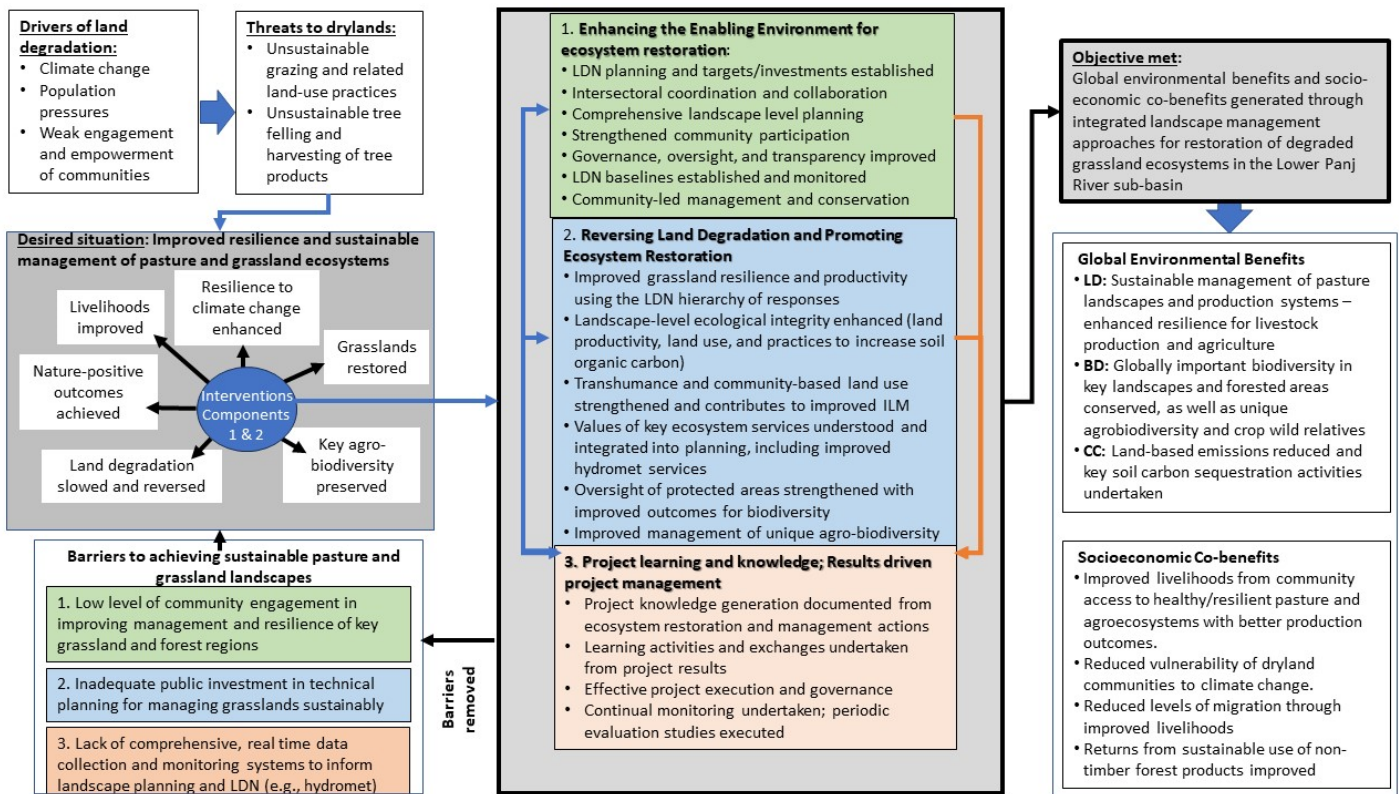 Drivers of land
degradation:
• Climate change
• Population
pressures
• Weak engagement
and empowerment
of communities
Threats to drylands:
• Unsustainable
grazing and related
land-use practices
• Unsustainable tree
felling and
harvesting of tree
products
Desired situation: Improved resilience and sustainable
management of pasture and grassland ecosystems
Livelihoods
improved
Resilience to
climate change
enhanced
Grasslands
restored
Nature-positive
outcomes
achieved
Interventions
Components
1 & 2
Land degradation
slowed and reversed
Key agro-
biodiversity
preserved
Barriers to achieving sustainable pasture and
grassland landscapes
1. Low level of community engagement in
improving management and resilience of key
grassland and forest regions
2. Inadequate public investment in technical
planning for managing grasslands sustainably
3. Lack of comprehensive, real time data
collection and monitoring systems to inform
landscape planning and LDN (e.g., hydromet)
Barriers
removed
1. Enhancing the Enabling Environment for
ecosystem restoration:
• LDN planning and targets/investments established
• Intersectoral coordination and collaboration
• Comprehensive landscape level planning
• Strengthened community participation
• Governance, oversight, and transparency improved
• LDN baselines established and monitored
• Community-led management and conservation
2. Reversing Land Degradation and Promoting
Ecosystem Restoration
• Improved grassland resilience and productivity
using the LDN hierarchy of responses
• Landscape-level ecological integrity enhanced (land
productivity, land use, and practices to increase soil
organic carbon)
• Transhumance and community-based land use
strengthened and contributes to improved ILM
• Values of key ecosystem services understood and
integrated into planning, including improved
hydromet services
• Oversight of protected areas strengthened with
improved outcomes for biodiversity
• Improved management of unique agro-biodiversity
3. Project learning and knowledge; Results driven
project management
• Project knowledge generation documented from
ecosystem restoration and management actions
• Learning activities and exchanges undertaken
from project results
• Effective project execution and governance
• Continual monitoring undertaken; periodic
evaluation studies executed
Objective met:
Global environmental benefits and socio-
economic co-benefits generated through
integrated landscape management
approaches for restoration of degraded
grassland ecosystems in the Lower Panj
River sub-basin
Global Environmental Benefits
• LD: Sustainable management of pasture
landscapes and production systems –
enhanced resilience for livestock
production and agriculture
• BD: Globally important biodiversity in
key landscapes and forested areas
conserved, as well as unique
agrobiodiversity and crop wild relatives
• CC: Land-based emissions reduced and
key soil carbon sequestration activities
undertaken
Socioeconomic Co-benefits
• Improved livelihoods from community
access to healthy/resilient pasture and
agroecosystems with better production
outcomes.
• Reduced vulnerability of dryland
communities to climate change.
• Reduced levels of migration through
improved livelihoods
• Returns from sustainable use of non-
timber forest products improved